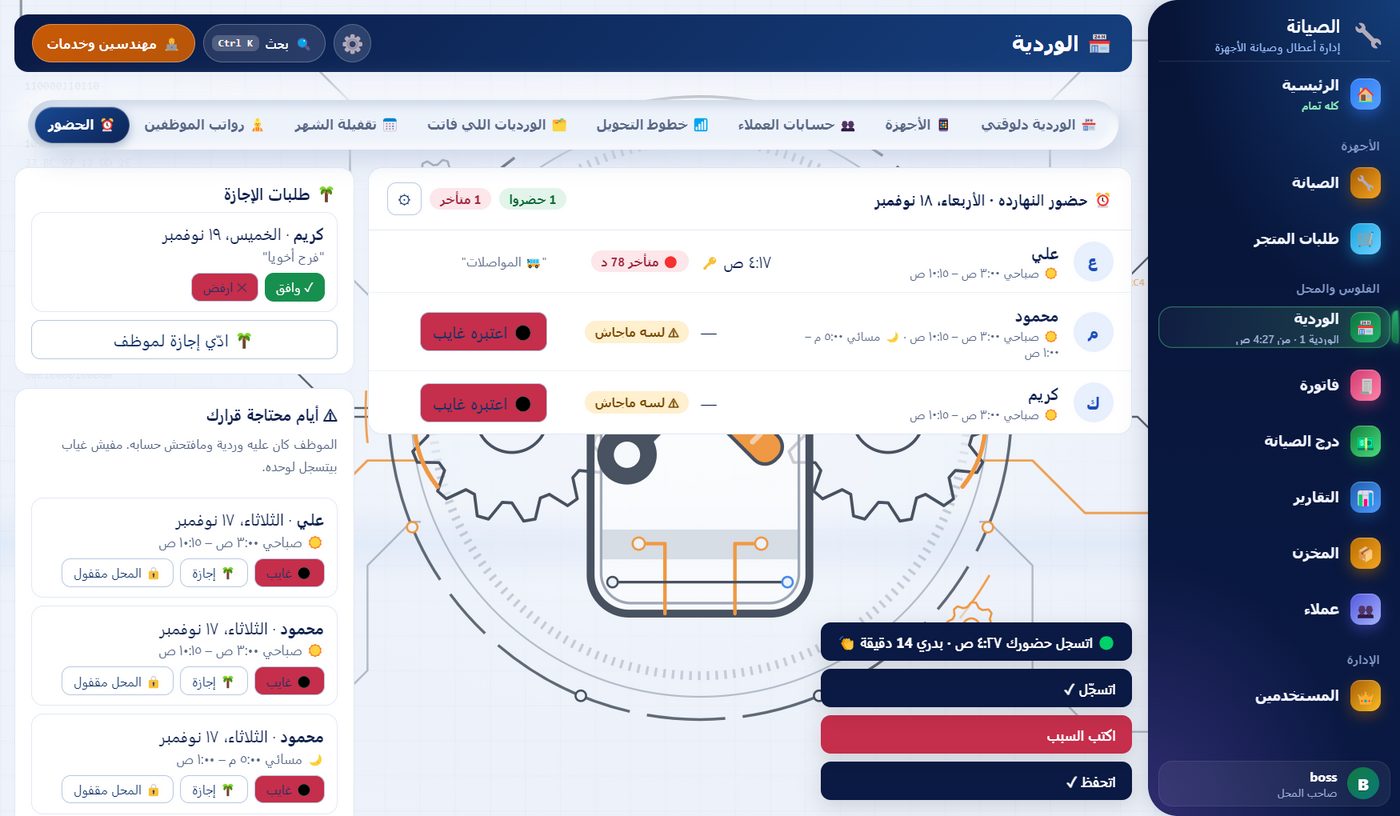 الصيانة
إدارة أعطال وصيانة الأجهزة
الرئيسية
كله تمام
الأجهزة
الصيانة
طلبات المتجر
الفلوس والمحل
الوردية
الوردية 1 · من 4:27 ص
فاتورة
درج الصيانة
التقارير
المخزن
عملاء
الإدارة
المستخدمين
B
boss
صاحب المحل
الوردية
بحث Ctrl K
مهندسين وخدمات
الوردية دلوقتي
الأجهزة
حسابات العملاء
خطوط التحويل
الورديات اللي فاتت
تقفيلة الشهر
رواتب الموظفين
الحضور
حضور النهارده · الأربعاء، ١٨ نوفمبر
1 حضروا
1 متأخر
ع
علي
صباحي ٣:٠٠ ص – ١٠:١٥ ص
٤:١٧ ص
متأخر 78 د
"المواصلات"
م
محمود
صباحي ٣:٠٠ ص – ١٠:١٥ ص · مسائي ٥:٠٠ م –
١:٠٠ ص
—
لسه ماجاش
اعتبره غايب
ك
كريم
صباحي ٣:٠٠ ص – ١٠:١٥ ص
—
لسه ماجاش
اعتبره غايب
طلبات الإجازة
كريم · الخميس، ١٩ نوفمبر
"فرح أخويا"
✓ وافق
✕ ارفض
ادّي إجازة لموظف
أيام محتاجة قرارك
الموظف كان عليه وردية ومافتحش حسابه. مفيش غياب
بيتسجل لوحده.
علي · الثلاثاء، ١٧ نوفمبر
صباحي ٣:٠٠ ص – ١٠:١٥ ص
غايب
إجازة
المحل مقفول
محمود · الثلاثاء، ١٧ نوفمبر
صباحي ٣:٠٠ ص – ١٠:١٥ ص
غايب
إجازة
المحل مقفول
محمود · الثلاثاء، ١٧ نوفمبر
مسائي ٥:٠٠ م – ١:٠٠ ص
غايب
إجازة
المحل مقفول
اتسجل حضورك ٤:٢٧ ص · بدري 14 دقيقة
اتسجّل ✓
اكتب السبب
اتحفظ ✓